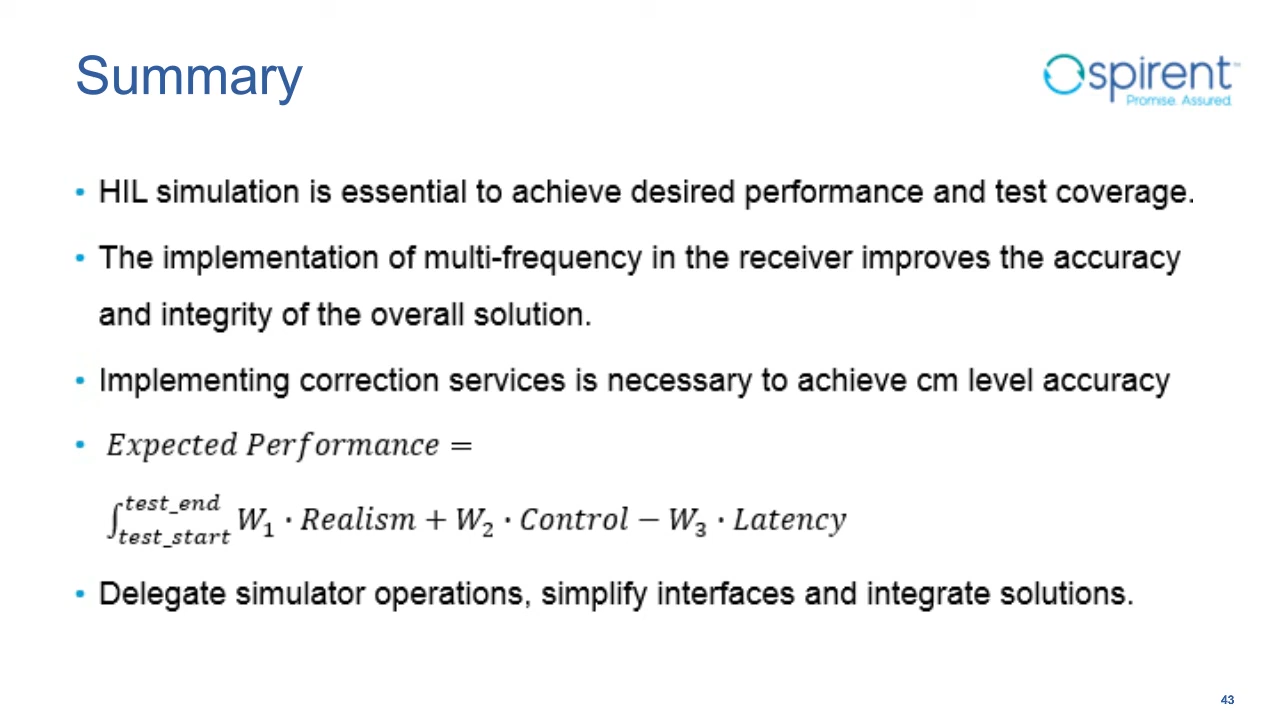 Summary
spirent™
Promise. Assured.
• HIL simulation is essential to achieve desired performance and test coverage.
• The implementation of multi-frequency in the receiver improves the accuracy
and integrity of the overall solution.
• Implementing correction services is necessary to achieve cm level accuracy
• Expected Performance =
∫_{test_start}^{test_end} W₁ · Realism + W₂ · Control − W₃ · Latency
• Delegate simulator operations, simplify interfaces and integrate solutions.
43